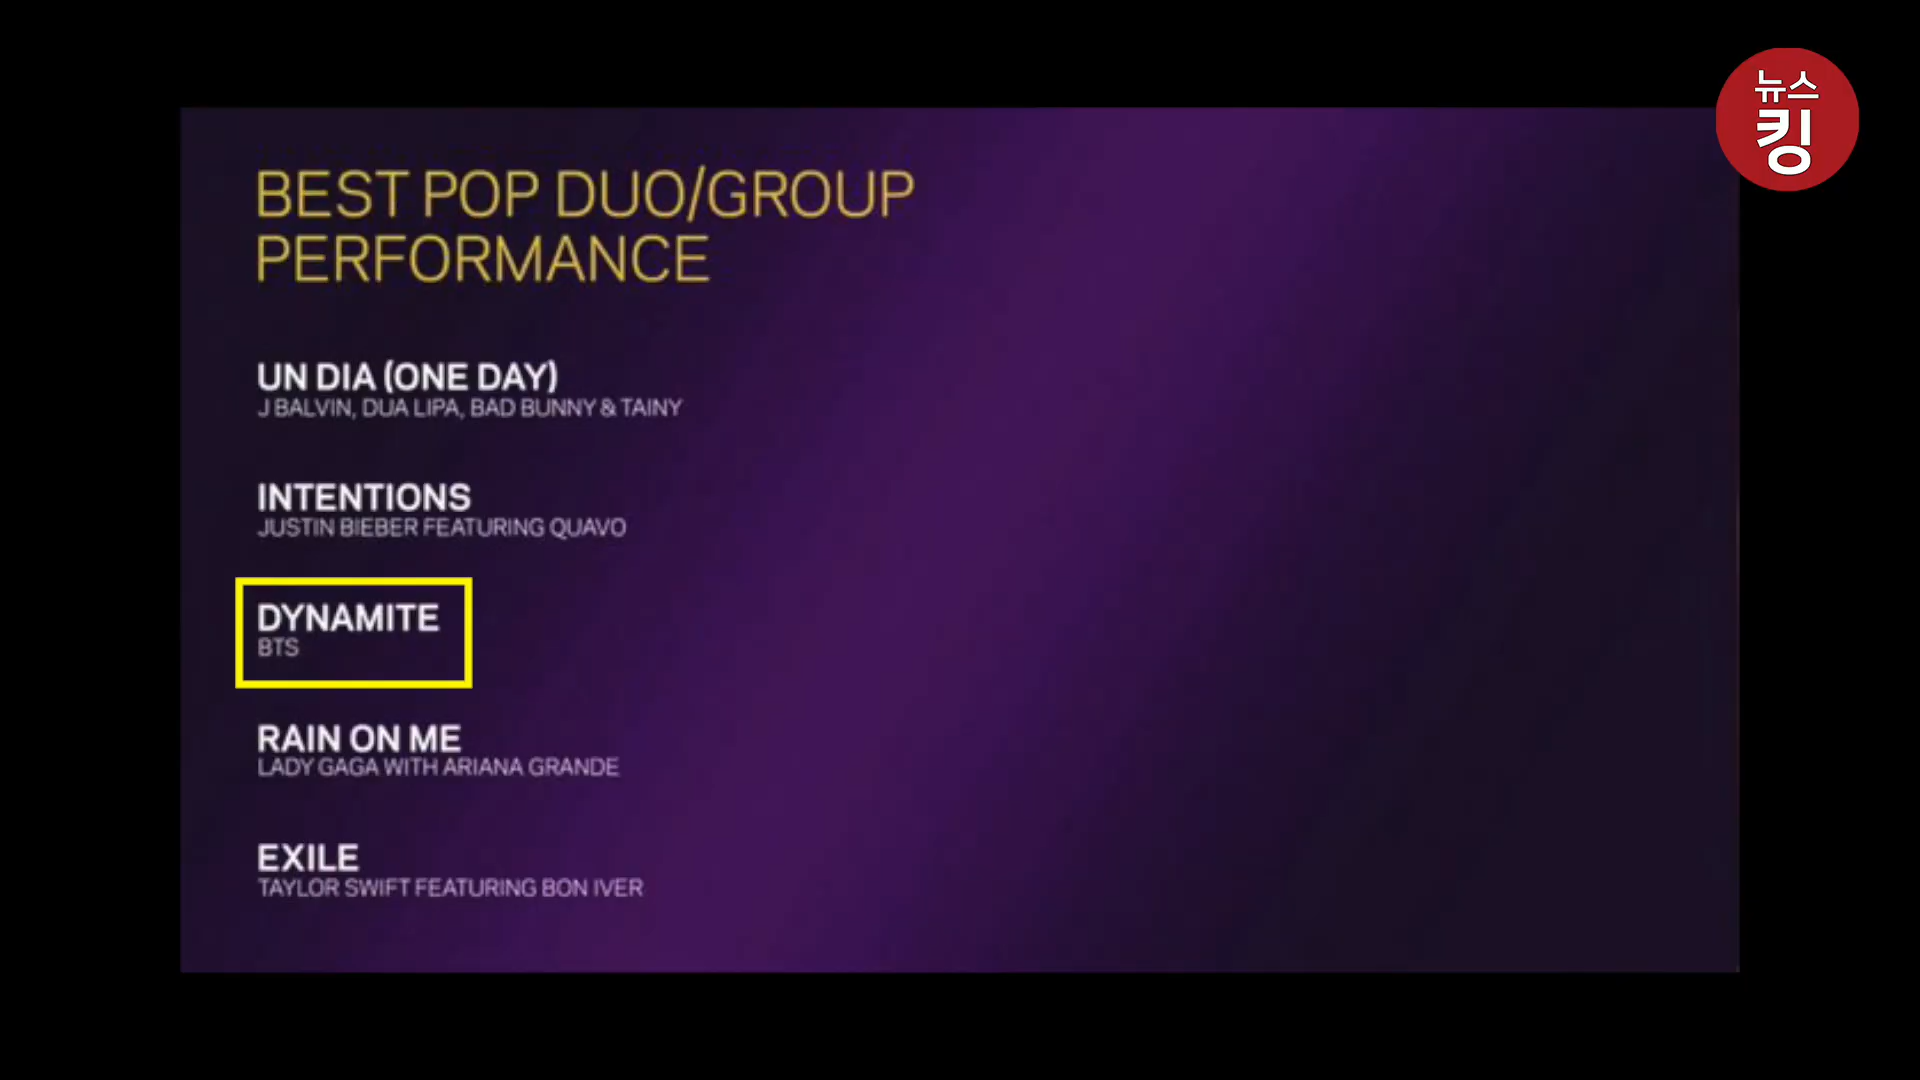 뉴스
킹
BEST POP DUO/GROUP
PERFORMANCE
UN DIA (ONE DAY)
J BALVIN, DUA LIPA, BAD BUNNY & TAINY
INTENTIONS
JUSTIN BIEBER FEATURING QUAVO
DYNAMITE
BTS
RAIN ON ME
LADY GAGA WITH ARIANA GRANDE
EXILE
TAYLOR SWIFT FEATURING BON IVER